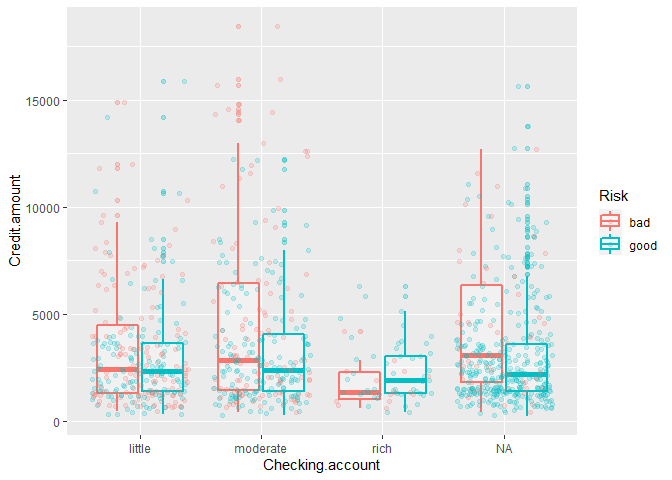 15000
10000
5000
0
Credit.amount
little
moderate
rich
NA
Checking.account
Risk
bad
good